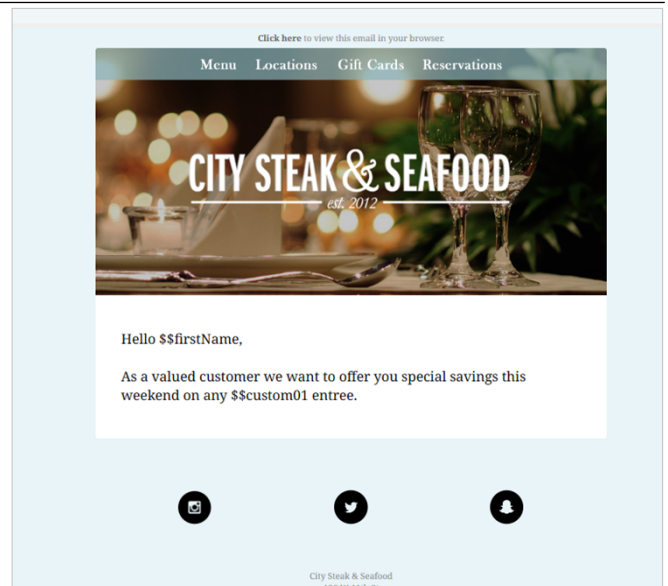 Click here to view this email in your browser.
Menu Locations Gift Cards Reservations
CITY STEAK & SEAFOOD
est. 2012
Hello $$firstName,
As a valued customer we want to offer you special savings this
weekend on any $$custom01 entree.
City Steak & Seafood